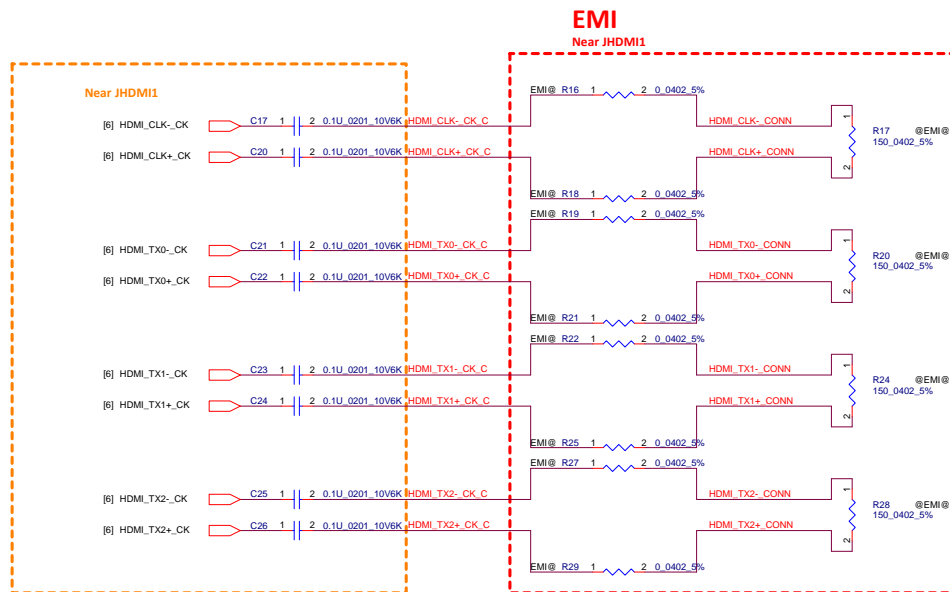 EMI
Near JHDMI1
Near JHDMI1
EMI@ R16 1 2 0_0402_5%
[6] HDMI_CLK-_CK C17 1 2 0.1U_0201_10V6K HDMI_CLK-_CK_C HDMI_CLK-_CONN
1
R17 @EMI@
150_0402_5%
[6] HDMI_CLK+_CK C20 1 2 0.1U_0201_10V6K HDMI_CLK+_CK_C HDMI_CLK+_CONN
2
EMI@ R18 1 2 0_0402_5%
EMI@ R19 1 2 0_0402_5%
[6] HDMI_TX0-_CK C21 1 2 0.1U_0201_10V6K HDMI_TX0-_CK_C HDMI_TX0-_CONN
1
R20 @EMI@
150_0402_5%
[6] HDMI_TX0+_CK C22 1 2 0.1U_0201_10V6K HDMI_TX0+_CK_C HDMI_TX0+_CONN
2
EMI@ R21 1 2 0_0402_5%
EMI@ R22 1 2 0_0402_5%
[6] HDMI_TX1-_CK C23 1 2 0.1U_0201_10V6K HDMI_TX1-_CK_C HDMI_TX1-_CONN
1
R24 @EMI@
150_0402_5%
[6] HDMI_TX1+_CK C24 1 2 0.1U_0201_10V6K HDMI_TX1+_CK_C HDMI_TX1+_CONN
2
EMI@ R25 1 2 0_0402_5%
EMI@ R27 1 2 0_0402_5%
[6] HDMI_TX2-_CK C25 1 2 0.1U_0201_10V6K HDMI_TX2-_CK_C HDMI_TX2-_CONN
1
R28 @EMI@
150_0402_5%
[6] HDMI_TX2+_CK C26 1 2 0.1U_0201_10V6K HDMI_TX2+_CK_C HDMI_TX2+_CONN
2
EMI@ R29 1 2 0_0402_5%